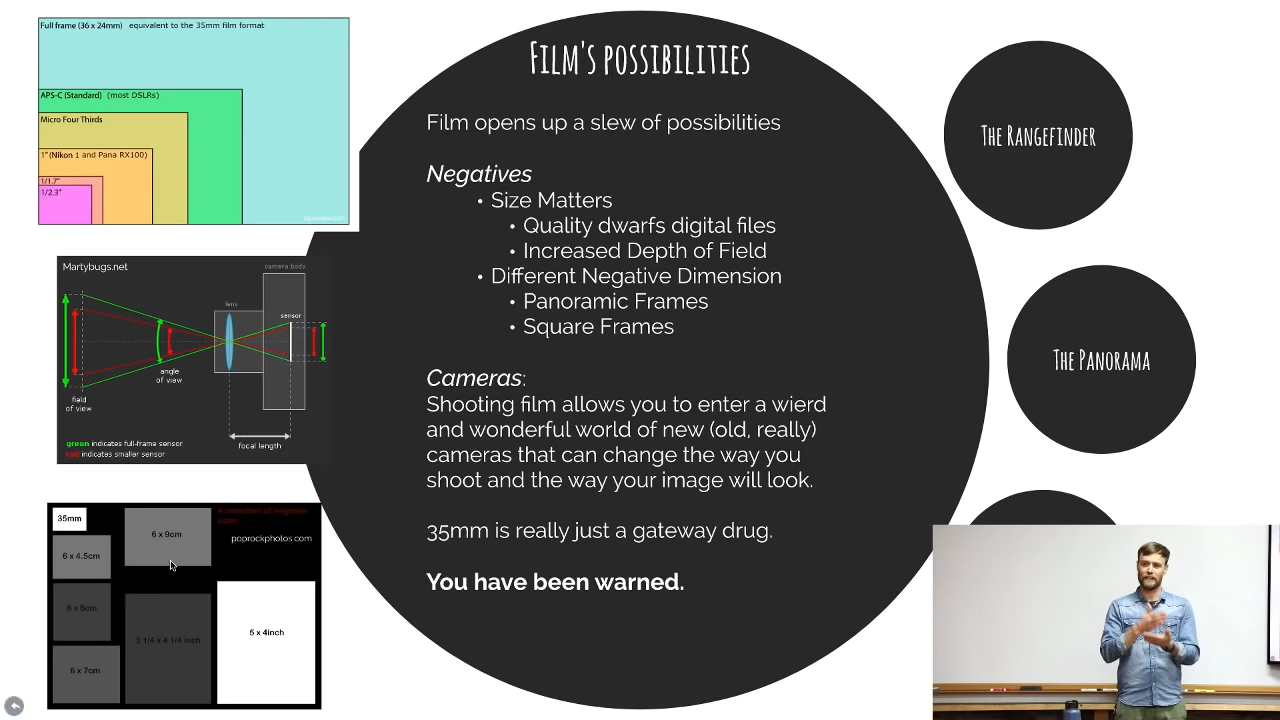 Full frame (36 x 24mm) equivalent to the 35mm film format
APS-C (Standard) (most DSLRs)
Micro Four Thirds
1" (Nikon 1 and Pana RX100)
1/1.7"
1/2.3"
Martybugs.net
camera body
lens
sensor
angle
of view
field
of view
focal length
green indicates full-frame sensor
red indicates smaller sensor
35mm
6 x 4.5cm
6 x 6cm
6 x 7cm
6 x 9cm
3 1/4 x 4 1/4 inch
A selection of negative
sizes
poprockphotos.com
5 x 4inch
Film's possibilities
Film opens up a slew of possibilities
Negatives
• Size Matters
• Quality dwarfs digital files
• Increased Depth of Field
• Different Negative Dimension
• Panoramic Frames
• Square Frames
Cameras:
Shooting film allows you to enter a wierd
and wonderful world of new (old, really)
cameras that can change the way you
shoot and the way your image will look.
35mm is really just a gateway drug.
You have been warned.
The Rangefinder
The Panorama